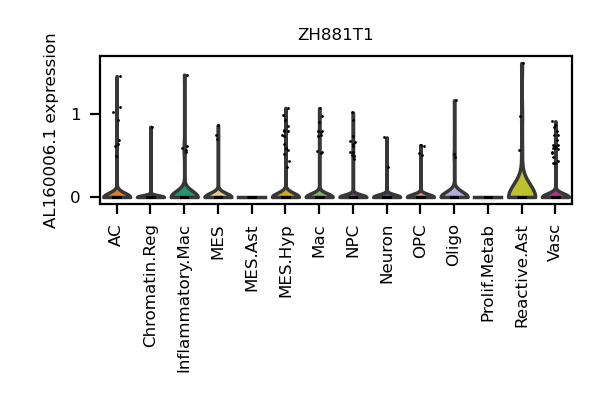 ZH881T1
AL160006.1 expression
1
0
AC
Chromatin.Reg
Inflammatory.Mac
MES
MES.Ast
MES.Hyp
Mac
NPC
Neuron
OPC
Oligo
Prolif.Metab
Reactive.Ast
Vasc